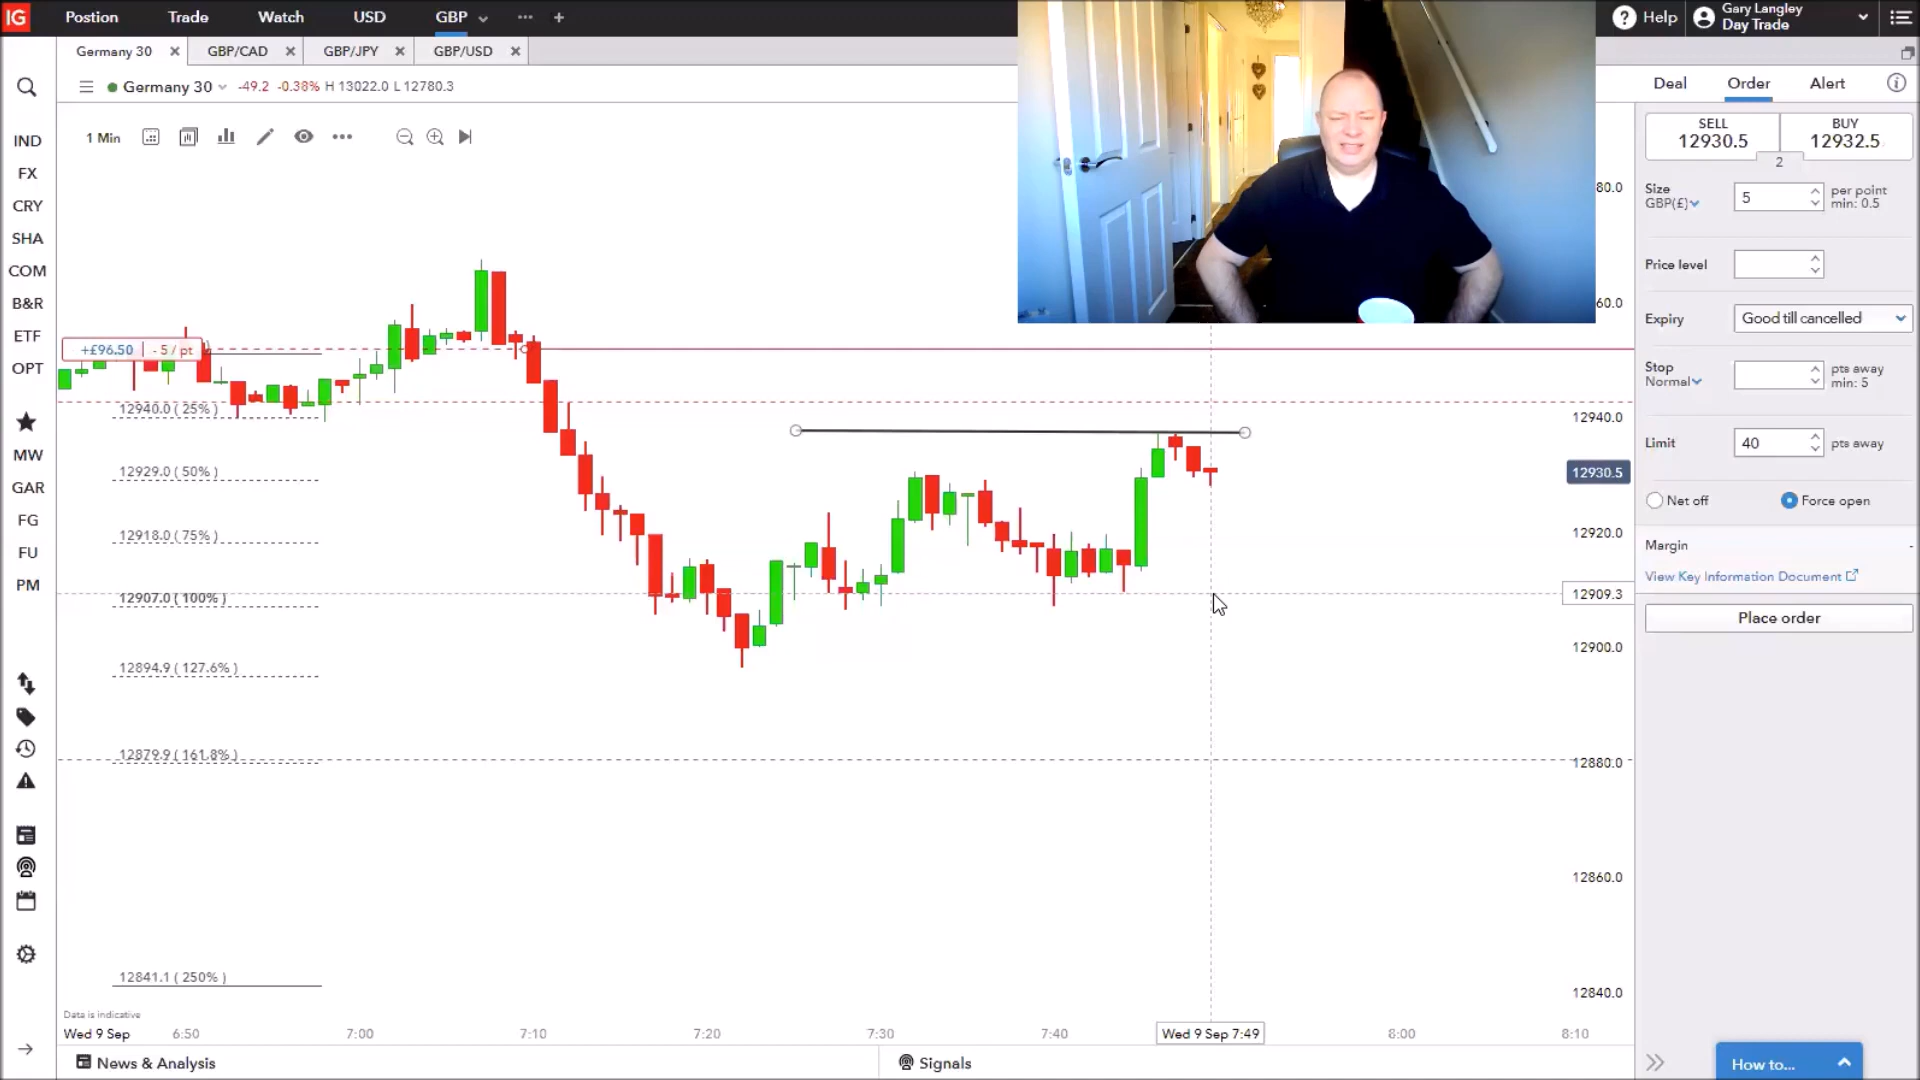 IG
Postion
Trade
Watch
USD
GBP
Help
Gary Langley
Day Trade
Germany 30
GBP/CAD
GBP/JPY
GBP/USD
Germany 30 -49.2 -0.38% H 13022.0 L 12780.3
1 Min
IND
FX
CRY
SHA
COM
B&R
ETF
OPT
MW
GAR
FG
FU
PM
+£96.50 - 5 / pt
12940.0 ( 25% )
12929.0 ( 50% )
12918.0 ( 75% )
12907.0 ( 100% )
12894.9 ( 127.6% )
12879.9 ( 161.8% )
12841.1 ( 250% )
80.0
60.0
12940.0
12930.5
12920.0
12909.3
12900.0
12880.0
12860.0
12840.0
Data is indicative
Wed 9 Sep
6:50
7:00
7:10
7:20
7:30
7:40
Wed 9 Sep 7:49
8:00
8:10
News & Analysis
Signals
Deal
Order
Alert
SELL
12930.5
BUY
12932.5
2
Size
GBP(£)
5
per point
min: 0.5
Price level
Expiry
Good till cancelled
Stop
Normal
pts away
min: 5
Limit
40
pts away
Net off
Force open
Margin
-
View Key Information Document
Place order
How to...